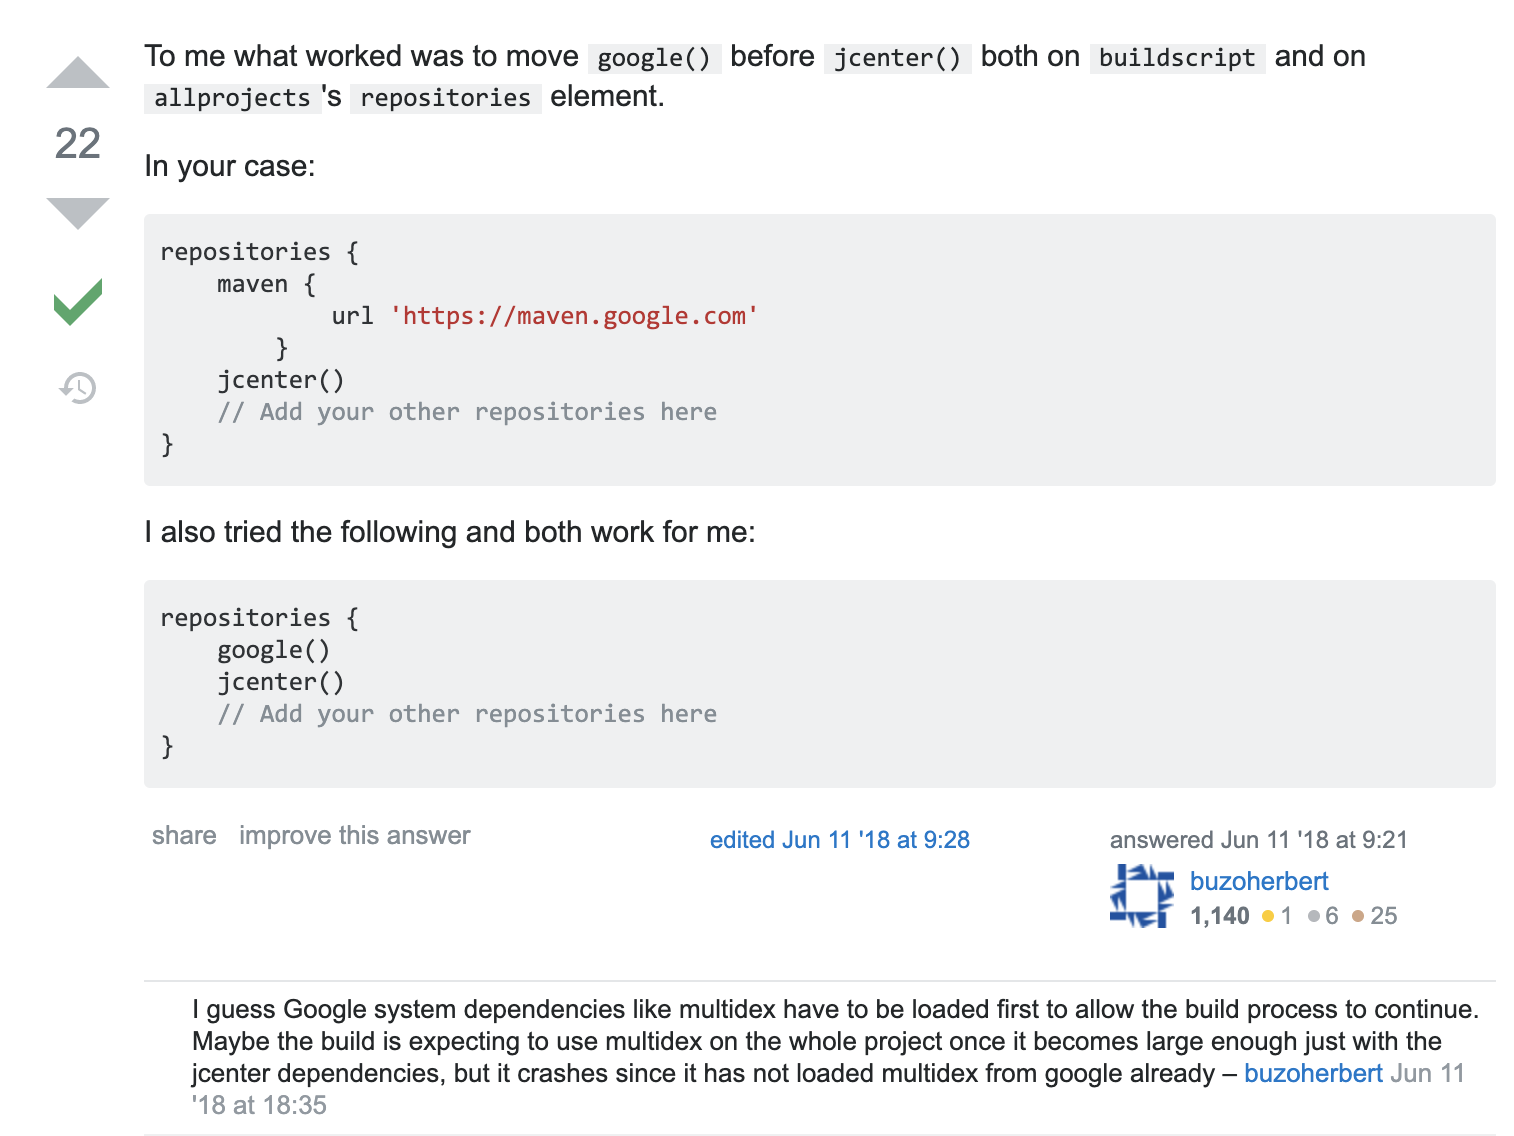 To me what worked was to move google() before jcenter() both on buildscript and on
allprojects 's repositories element.
22
In your case:
repositories {
    maven {
            url 'https://maven.google.com'
        }
    jcenter()
    // Add your other repositories here
}
I also tried the following and both work for me:
repositories {
    google()
    jcenter()
    // Add your other repositories here
}
share improve this answer
edited Jun 11 '18 at 9:28
answered Jun 11 '18 at 9:21
buzoherbert
1,140 1 6 25
I guess Google system dependencies like multidex have to be loaded first to allow the build process to continue.
Maybe the build is expecting to use multidex on the whole project once it becomes large enough just with the
jcenter dependencies, but it crashes since it has not loaded multidex from google already – buzoherbert Jun 11
'18 at 18:35